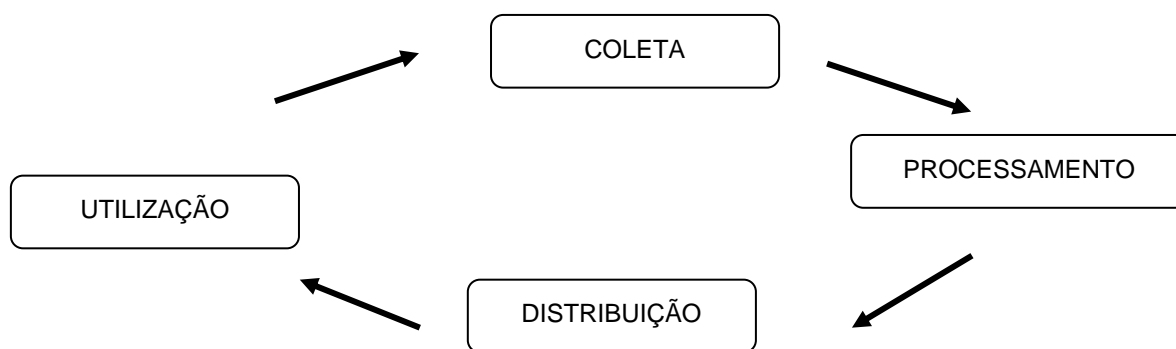 COLETA
PROCESSAMENTO
UTILIZAÇÃO
DISTRIBUIÇÃO